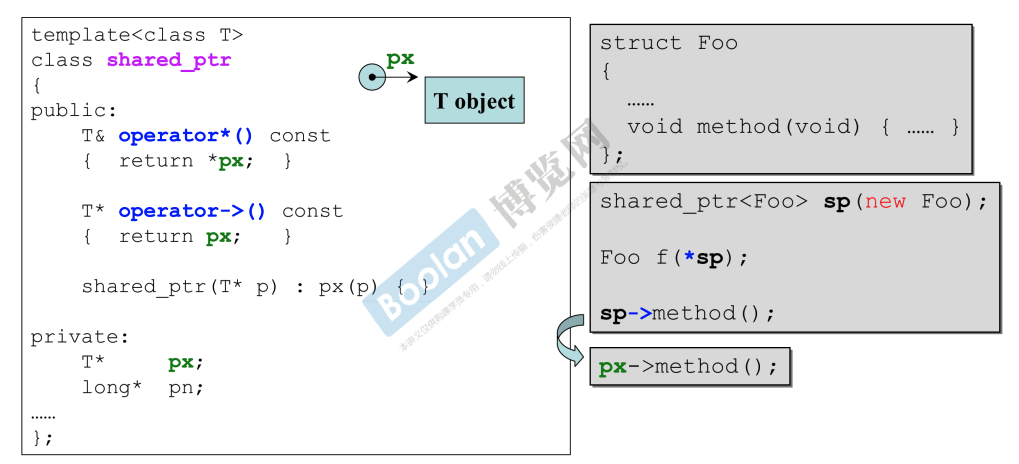 template<class T>
class shared_ptr
{
public:
    T& operator*() const
    {  return *px;  }
    T* operator->() const
    {  return px;   }
    shared_ptr(T* p) : px(p) { }
private:
    T*     px;
    long*  pn;
……
};
px
T object
struct Foo
{
  ……
  void method(void) { …… }
};
shared_ptr<Foo> sp(new Foo);
Foo f(*sp);
sp->method();
px->method();
Boolan 博览网